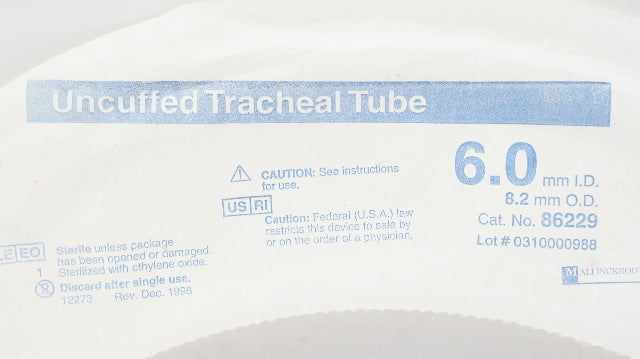 Uncuffed Tracheal Tube
6.0 mm I.D.
8.2 mm O.D.
Cat. No. 86229
Lot # 0310000988
CAUTION: See instructions
for use.
US RI
Caution: Federal (U.S.A.) law
restricts this device to sale by
or on the order of a physician.
LE EO
Sterile unless package
has been opened or damaged.
1 Sterilized with ethylene oxide.
Discard after single use.
12273 Rev. Dec. 1998
M MALLINCKROD